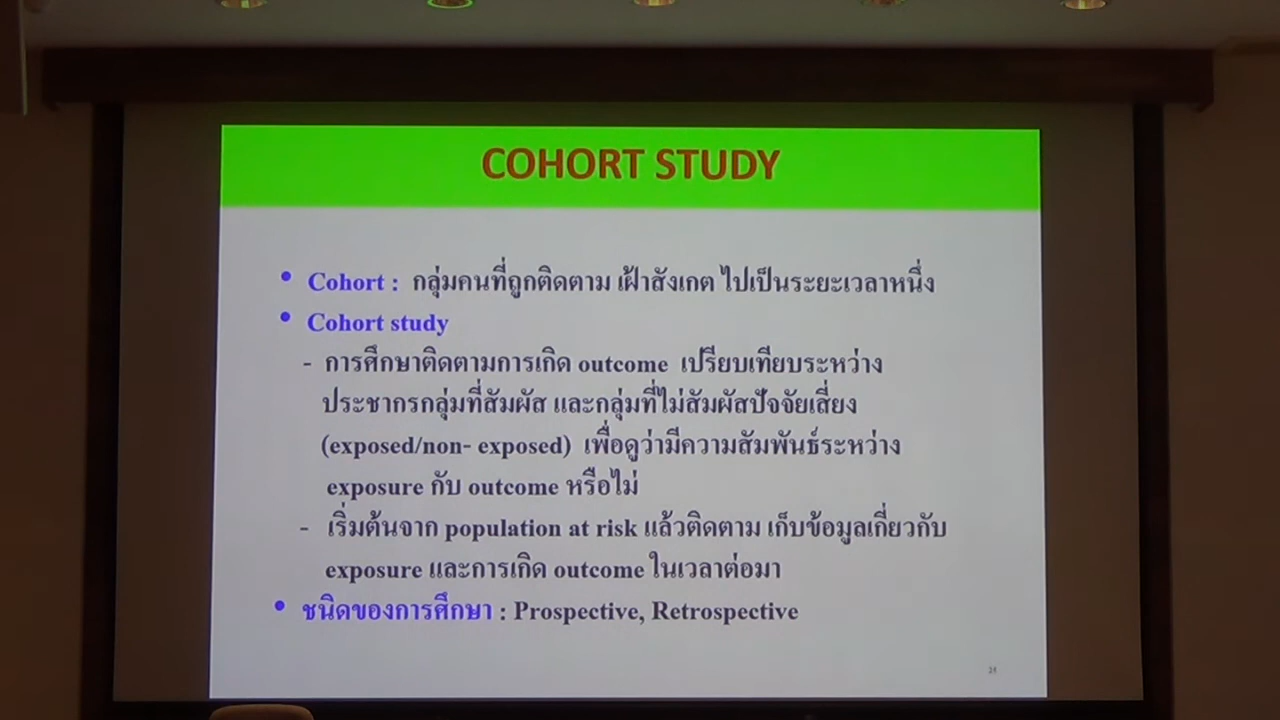 COHORT STUDY
• Cohort : กลุ่มคนที่ถูกติดตาม เฝ้าสังเกต ไปเป็นระยะเวลาหนึ่ง
• Cohort study
- การศึกษาติดตามการเกิด outcome เปรียบเทียบระหว่าง
ประชากรกลุ่มที่สัมผัส และกลุ่มที่ไม่สัมผัสปัจจัยเสี่ยง
(exposed/non- exposed) เพื่อดูว่ามีความสัมพันธ์ระหว่าง
exposure กับ outcome หรือไม่
- เริ่มต้นจาก population at risk แล้วติดตาม เก็บข้อมูลเกี่ยวกับ
exposure และการเกิด outcome ในเวลาต่อมา
• ชนิดของการศึกษา : Prospective, Retrospective